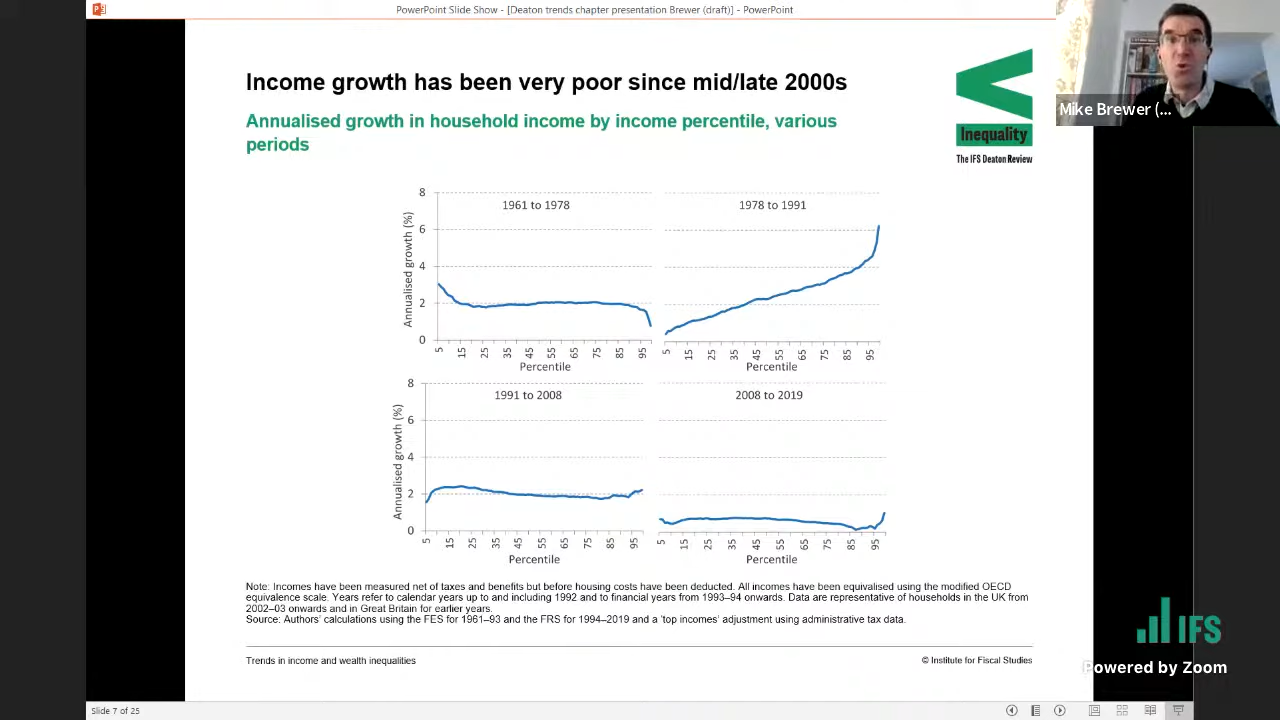 PowerPoint Slide Show - [Deaton trends chapter presentation Brewer (draft)] - PowerPoint
Mike Brewer (...
Income growth has been very poor since mid/late 2000s
Annualised growth in household income by income percentile, various
periods
Inequality
The IFS Deaton Review
1961 to 1978
Annualised growth (%)
8
6
4
2
0
5 15 25 35 45 55 65 75 85 95
Percentile
1978 to 1991
5 15 25 35 45 55 65 75 85 95
Percentile
1991 to 2008
Annualised growth (%)
8
6
4
2
0
5 15 25 35 45 55 65 75 85 95
Percentile
2008 to 2019
5 15 25 35 45 55 65 75 85 95
Percentile
Note: Incomes have been measured net of taxes and benefits but before housing costs have been deducted. All incomes have been equivalised using the modified OECD
equivalence scale. Years refer to calendar years up to and including 1992 and to financial years from 1993–94 onwards. Data are representative of households in the UK from
2002–03 onwards and in Great Britain for earlier years.
Source: Authors' calculations using the FES for 1961–93 and the FRS for 1994–2019 and a 'top incomes' adjustment using administrative tax data.
Trends in income and wealth inequalities
© Institute for Fiscal Studies
IFS
Powered by Zoom
Slide 7 of 25